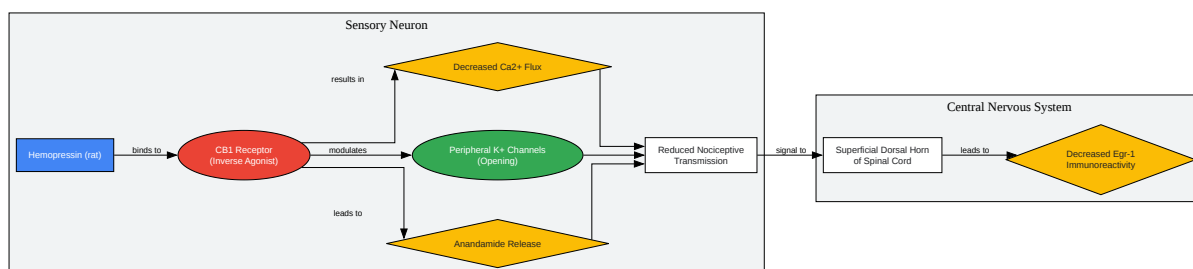 Sensory Neuron
Hemopressin (rat)
binds to
CB1 Receptor
(Inverse Agonist)
results in
Decreased Ca2+ Flux
modulates
Peripheral K+ Channels
(Opening)
leads to
Anandamide Release
Reduced Nociceptive
Transmission
signal to
Central Nervous System
Superficial Dorsal Horn
of Spinal Cord
leads to
Decreased Egr-1
Immunoreactivity